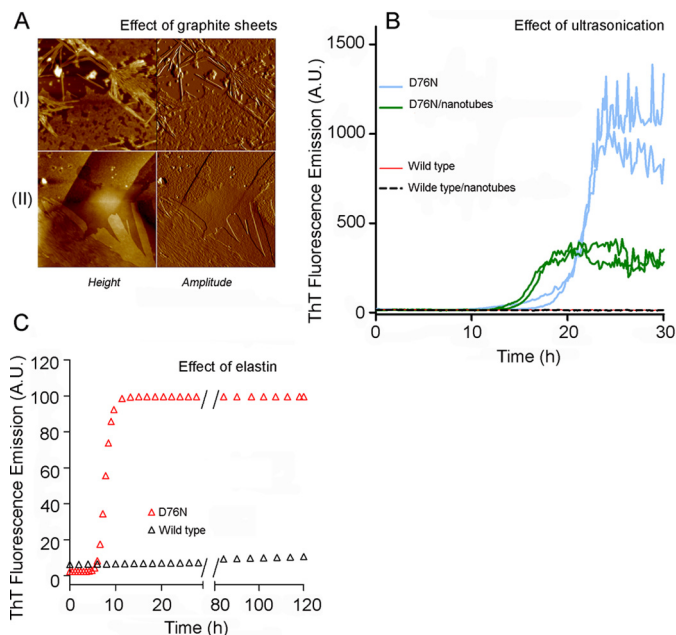 A
Effect of graphite sheets
(I)
(II)
Height
Amplitude
B
Effect of ultrasonication
ThT Fluorescence Emission (A.U.)
1500
1000
500
0
D76N
D76N/nanotubes
Wild type
Wilde type/nanotubes
0 10 20 30
Time (h)
C
Effect of elastin
ThT Fluorescence Emission (A.U.)
120
100
80
60
40
20
0
D76N
Wild type
0 10 20 80 100 120
Time (h)